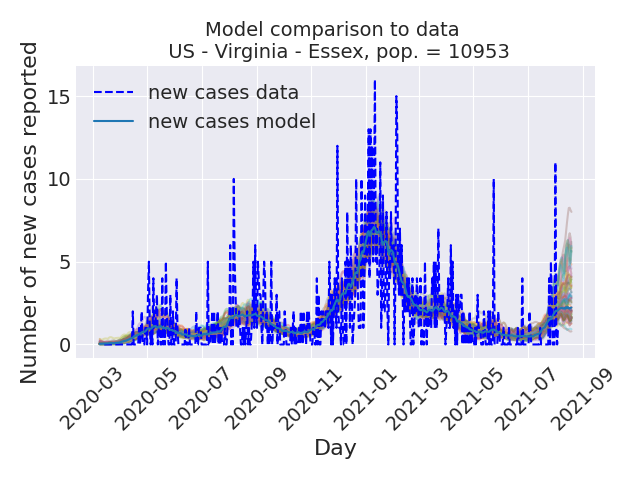 Model comparison to data
US - Virginia - Essex, pop. = 10953
Number of new cases reported
15
10
5
0
new cases data
new cases model
2020-03
2020-05
2020-07
2020-09
2020-11
2021-01
2021-03
2021-05
2021-07
2021-09
Day